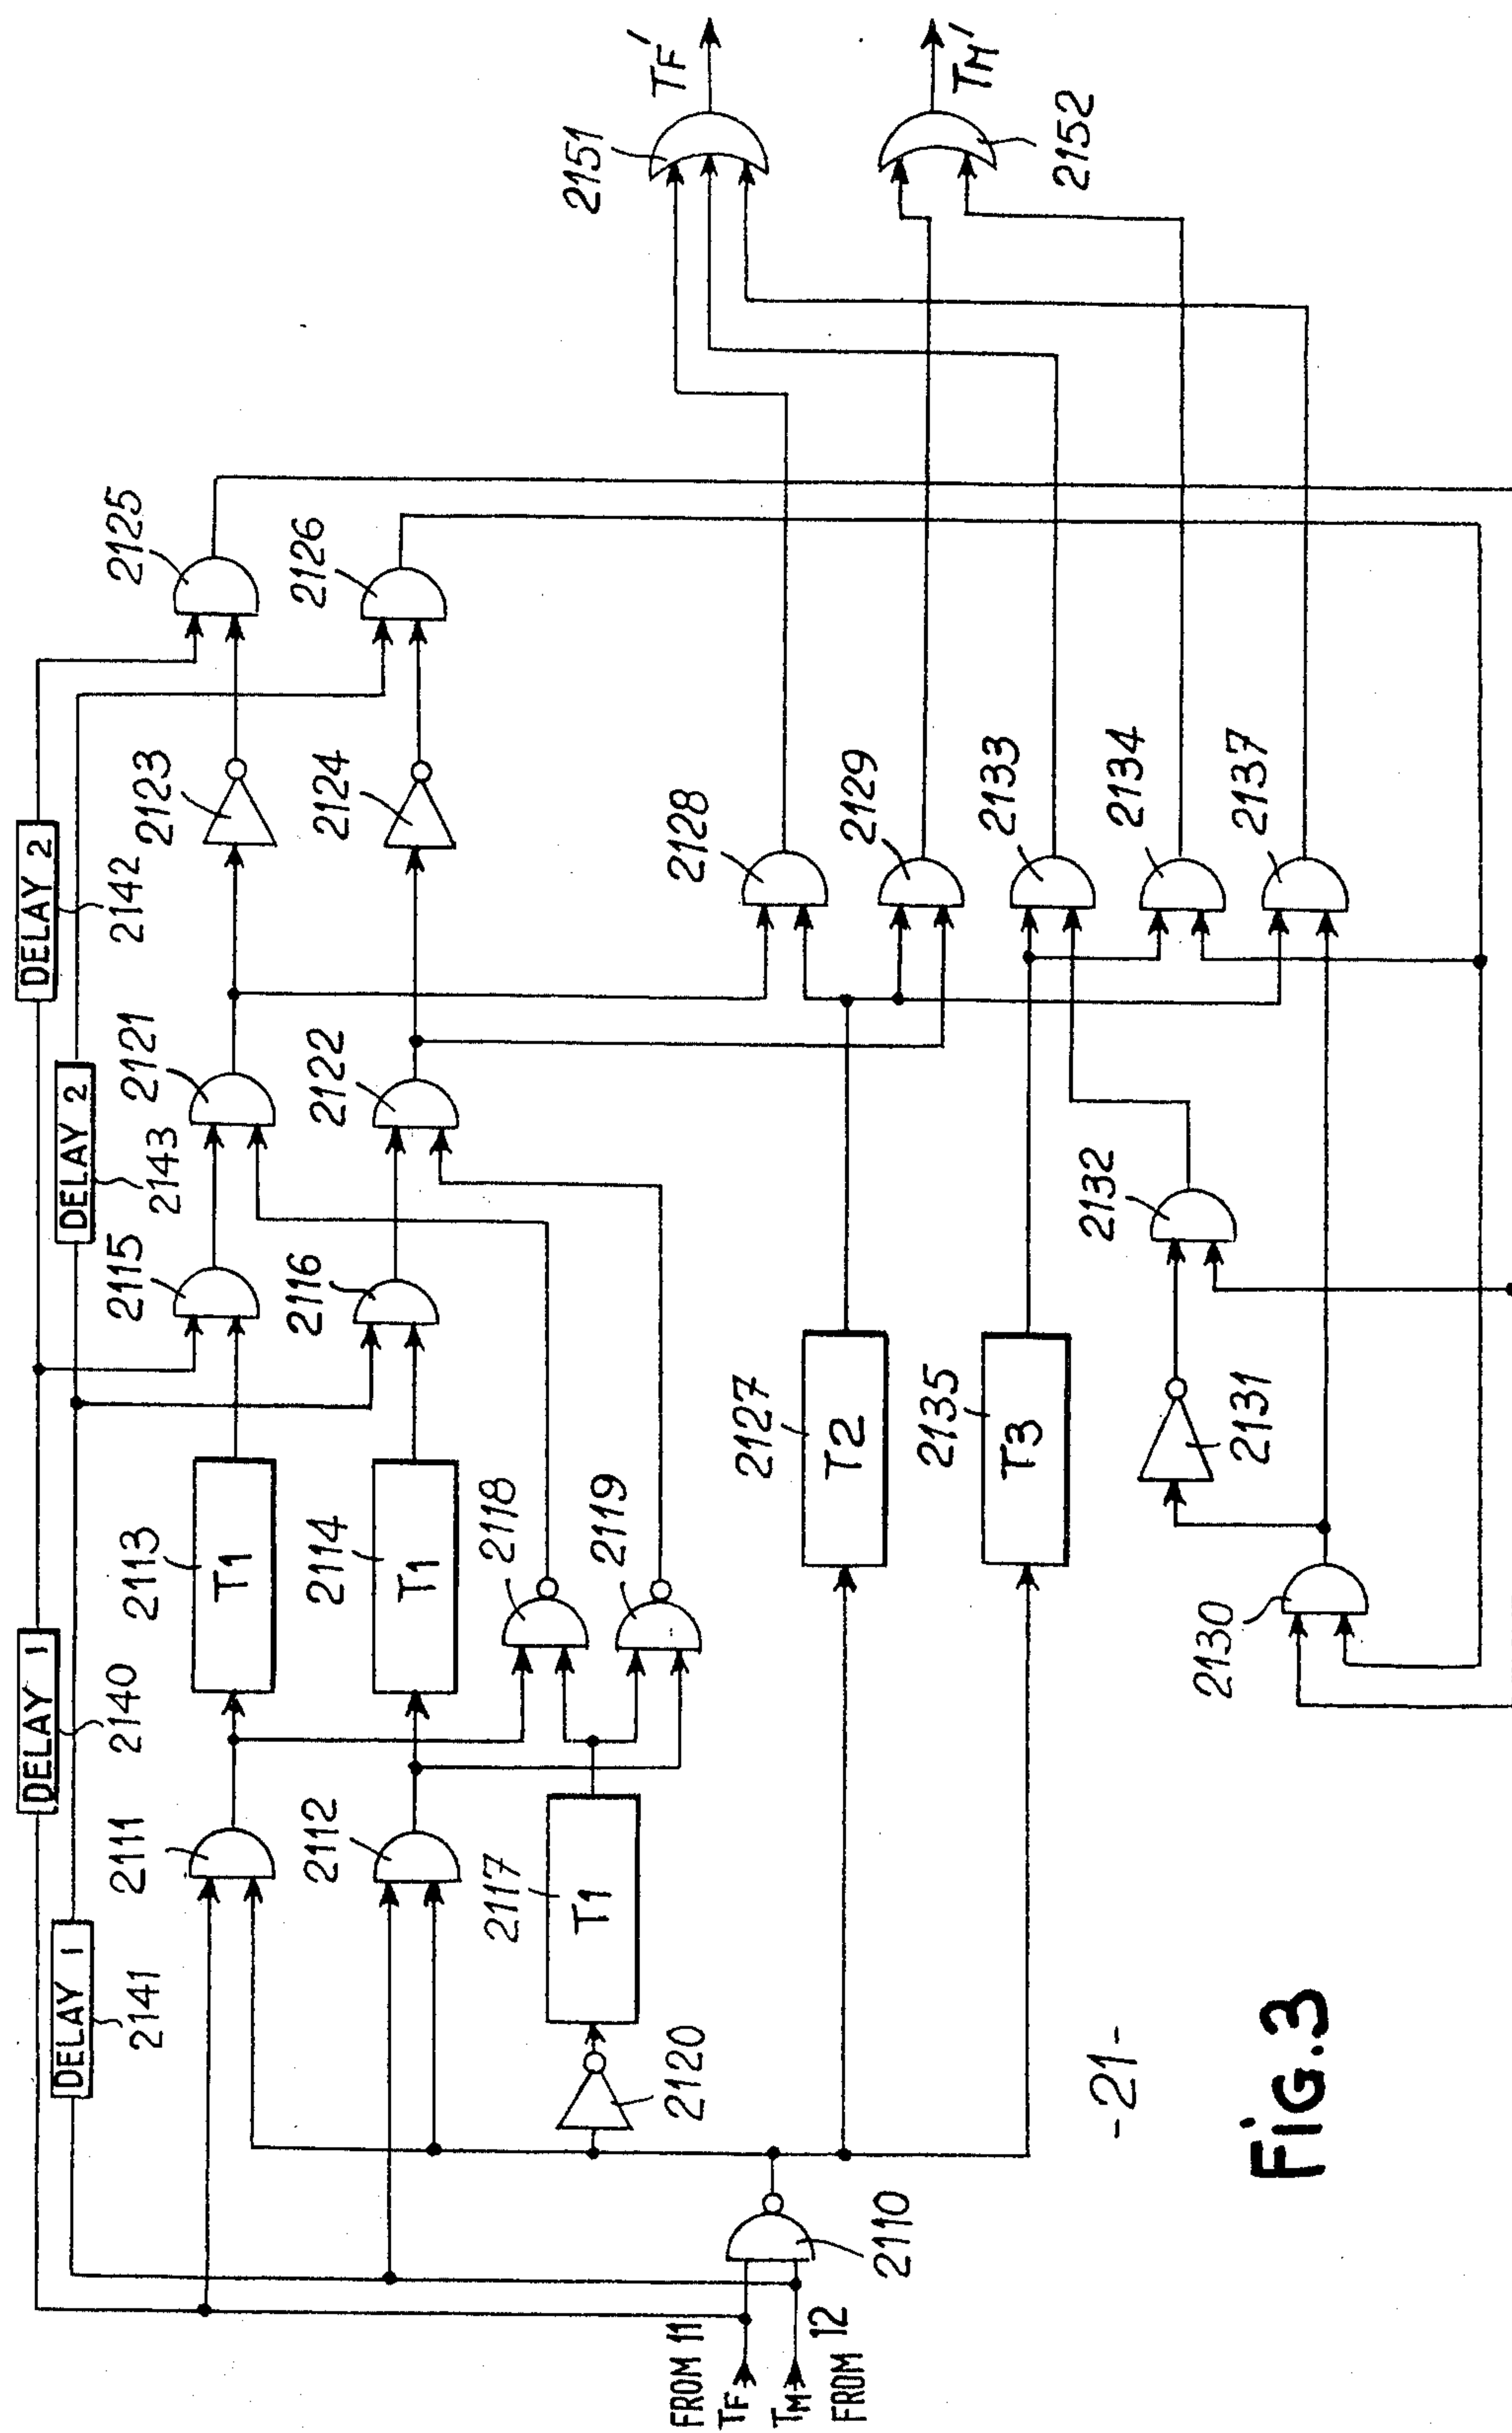 DELAY 1
2140
DELAY 2
2142
DELAY 1
2141
DELAY 2
2143
2111
2113
T1
2115
2121
2123
2125
2112
2114
T1
2116
2122
2124
2126
2117
T1
2120
2118
2119
FROM 11
TF
TM
FROM 12
2110
2127
T2
2135
T3
2128
2129
2133
2134
2137
2130
2131
2132
2151
TF'
TM'
2152
-21-
FiG.3